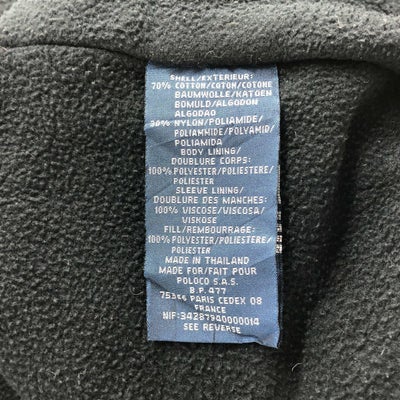 SHELL/EXTERIEUR:
70% COTTON/COTON/COTONE
BAUMWOLLE/KATOEN
BOMULD/ALGODON
ALGODAO
30% NYLON/POLIAMIDE/
POLIAMMIDE/POLYAMID/
POLIAMIDA
BODY LINING/
DOUBLURE CORPS:
100% POLYESTER/POLIESTERE/
POLIESTER
SLEEVE LINING/
DOUBLURE DES MANCHES:
100% VISCOSE/VISCOSA/
VISKOSE
FILL/REMBOURRAGE:
100% POLYESTER/POLIESTERE/
POLIESTER
MADE IN THAILAND
MADE FOR/FAIT POUR
POLOCO S.A.S.
B.P. 477
75366 PARIS CEDEX 08
FRANCE
NIF:34287940000014
SEE REVERSE